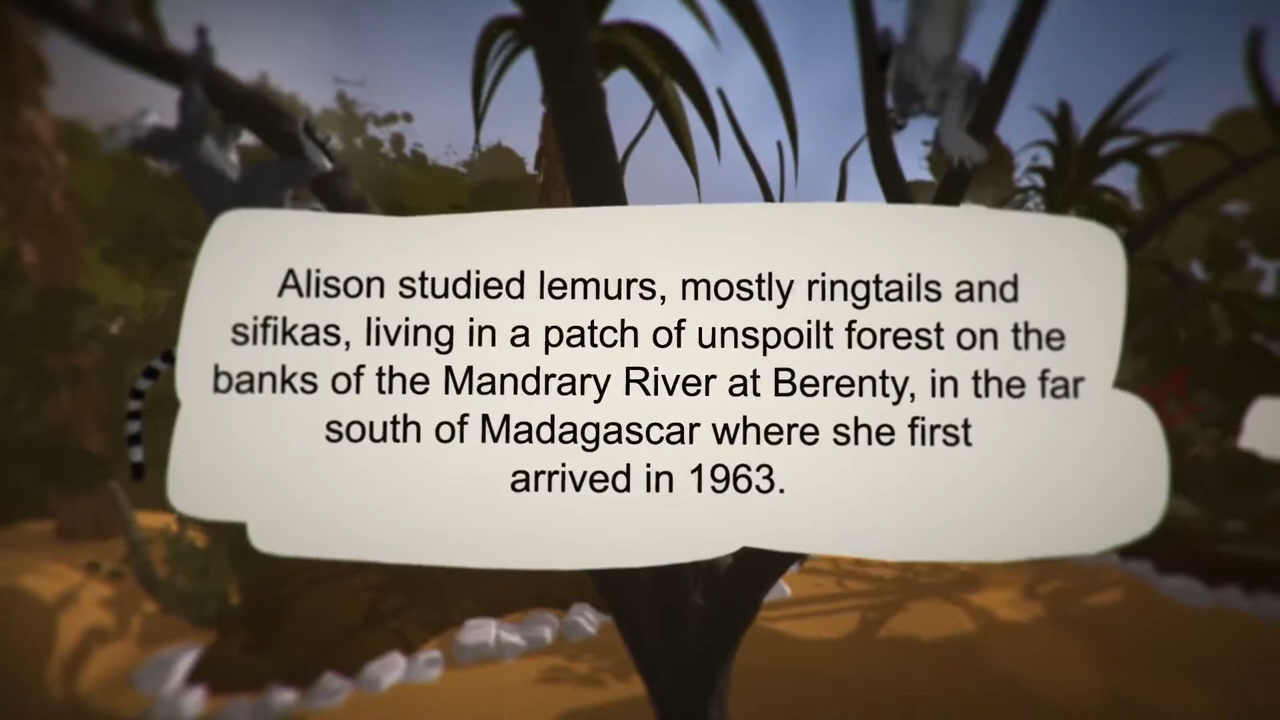 Alison studied lemurs, mostly ringtails and
sifikas, living in a patch of unspoilt forest on the
banks of the Mandrary River at Berenty, in the far
south of Madagascar where she first
arrived in 1963.